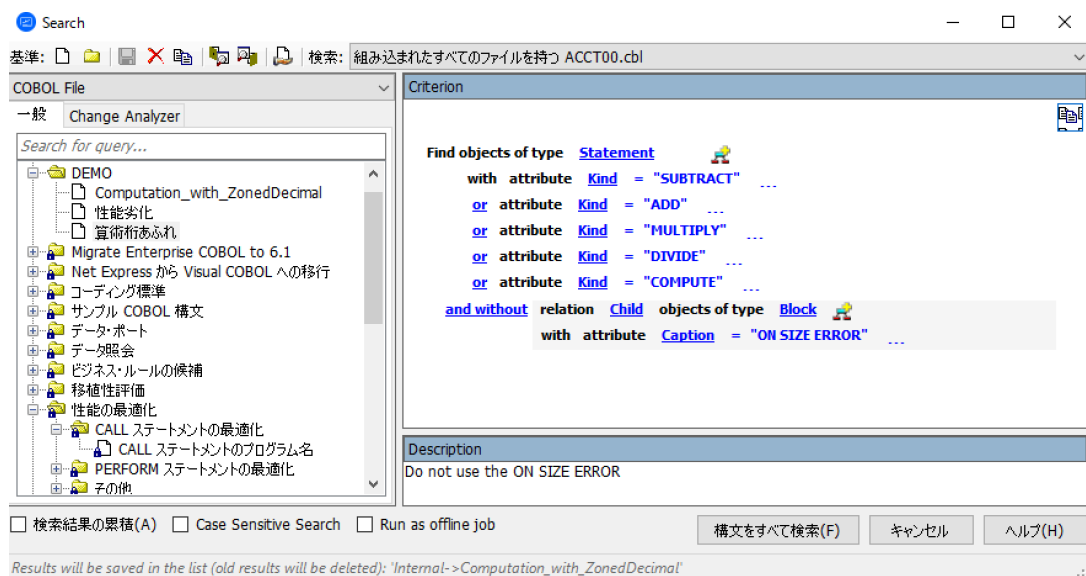 Search
基準: 検索: 組み込まれたすべてのファイルを持つ ACCT00.cbl
COBOL File
一般 Change Analyzer
Search for query...
DEMO
Computation_with_ZonedDecimal
性能劣化
算術桁あふれ
Migrate Enterprise COBOL to 6.1
Net Express から Visual COBOL への移行
コーディング標準
サンプル COBOL 構文
データ・ポート
データ照会
ビジネス・ルールの候補
移植性評価
性能の最適化
CALL ステートメントの最適化
CALL ステートメントのプログラム名
PERFORM ステートメントの最適化
その他
Criterion
Find objects of type Statement
with attribute Kind = "SUBTRACT" ...
or attribute Kind = "ADD" ...
or attribute Kind = "MULTIPLY" ...
or attribute Kind = "DIVIDE" ...
or attribute Kind = "COMPUTE" ...
and without relation Child objects of type Block
with attribute Caption = "ON SIZE ERROR" ...
Description
Do not use the ON SIZE ERROR
検索結果の累積(A) Case Sensitive Search Run as offline job
構文をすべて検索(F) キャンセル ヘルプ(H)
Results will be saved in the list (old results will be deleted): 'Internal->Computation_with_ZonedDecimal'